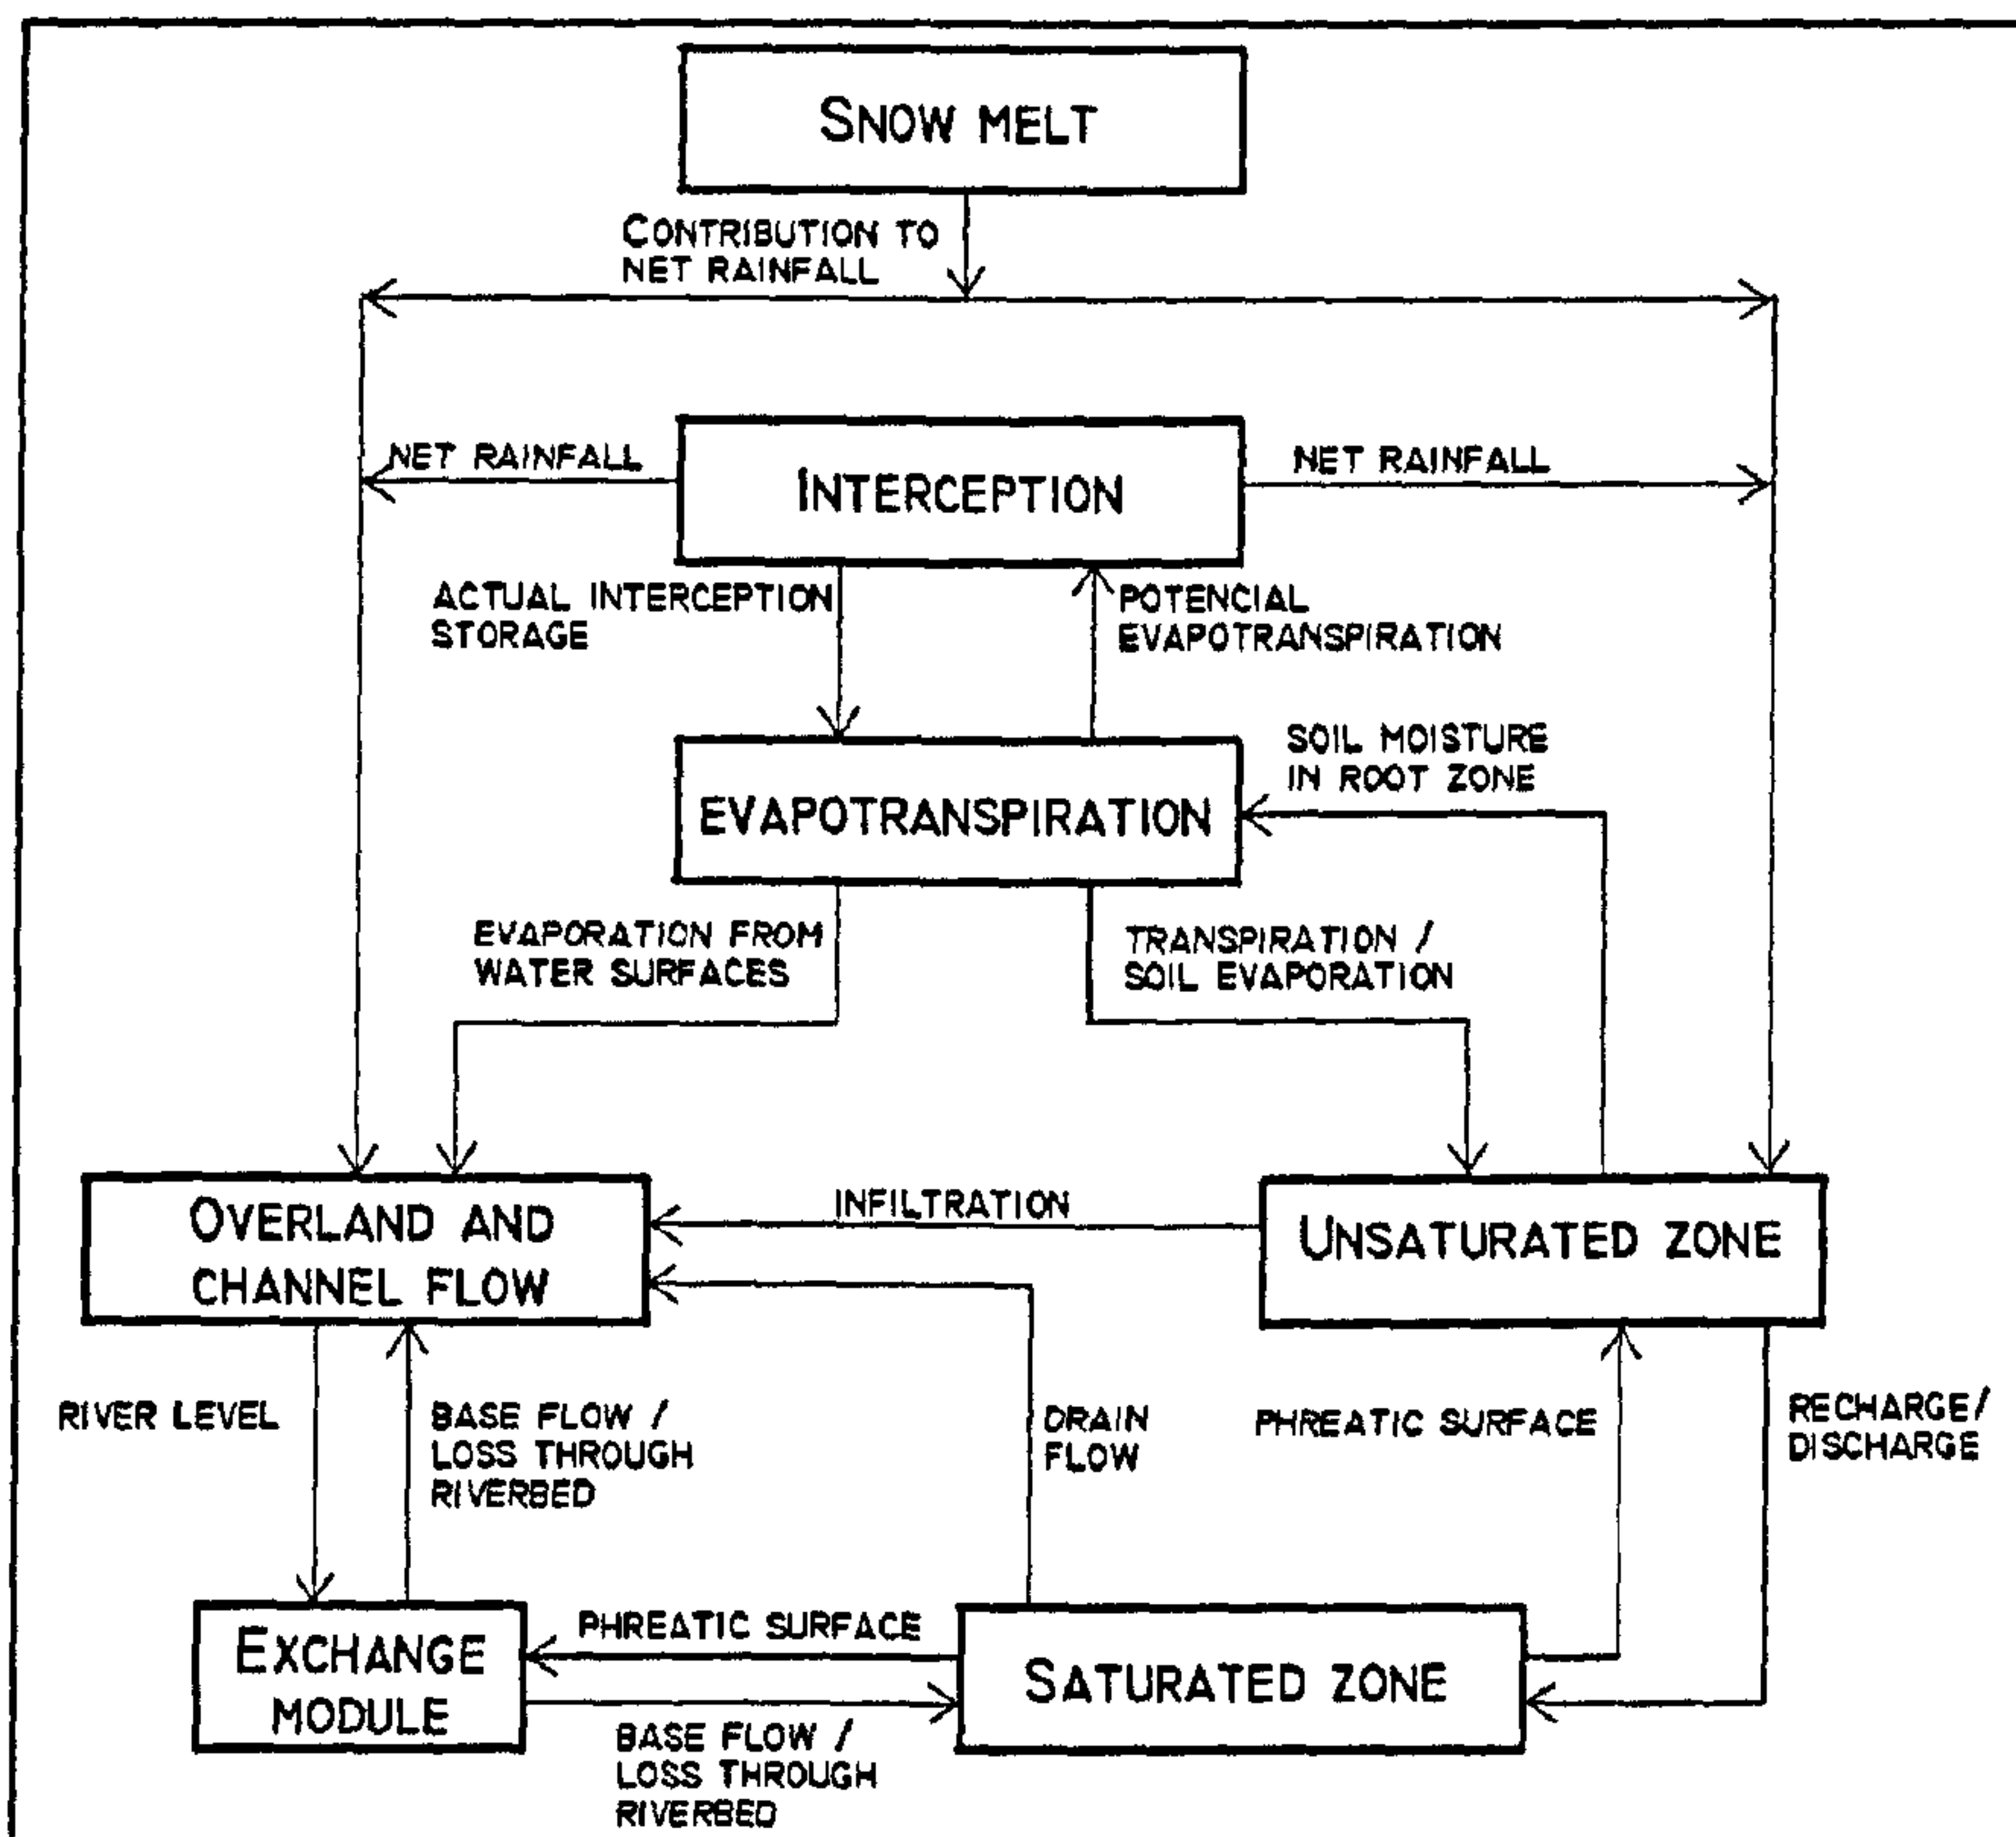 SNOW MELT
CONTRIBUTION TO
NET RAINFALL
NET RAINFALL
INTERCEPTION
NET RAINFALL
ACTUAL INTERCEPTION
STORAGE
POTENCIAL
EVAPOTRANSPIRATION
SOIL MOISTURE
IN ROOT ZONE
EVAPOTRANSPIRATION
EVAPORATION FROM
WATER SURFACES
TRANSPIRATION /
SOIL EVAPORATION
OVERLAND AND
CHANNEL FLOW
INFILTRATION
UNSATURATED ZONE
RIVER LEVEL
BASE FLOW /
LOSS THROUGH
RIVERBED
DRAIN
FLOW
PHREATIC SURFACE
RECHARGE/
DISCHARGE
EXCHANGE
MODULE
PHREATIC SURFACE
SATURATED ZONE
BASE FLOW /
LOSS THROUGH
RIVERBED